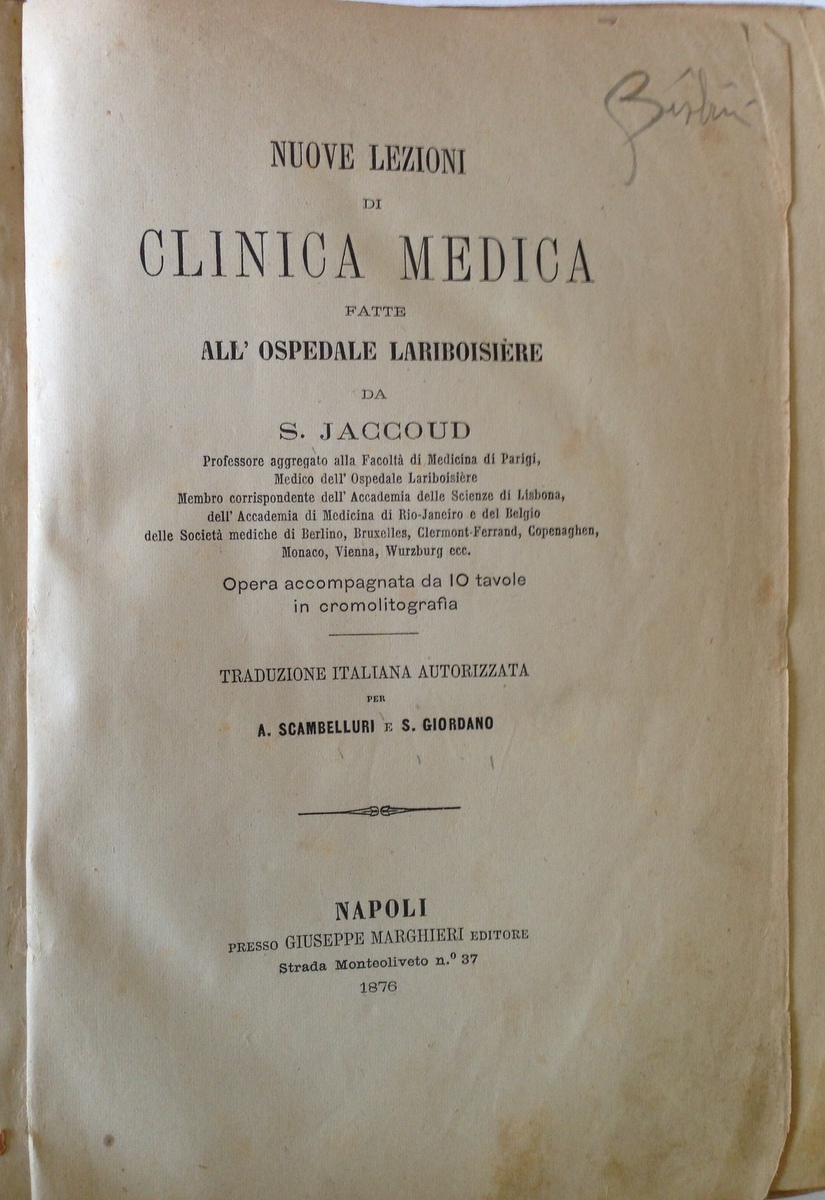 NUOVE LEZIONI
DI
CLINICA MEDICA
FATTE
ALL' OSPEDALE LARIBOISIÈRE
DA
S. JACCOUD
Professore aggregato alla Facoltà di Medicina di Parigi,
Medico dell' Ospedale Lariboisière
Membro corrispondente dell' Accademia delle Scienze di Lisbona,
dell' Accademia di Medicina di Rio-Janeiro e del Belgio
delle Società mediche di Berlino, Bruxelles, Clermont-Ferrand, Copenaghen,
Monaco, Vienna, Wurzburg ecc.
Opera accompagnata da 10 tavole
in cromolitografia
TRADUZIONE ITALIANA AUTORIZZATA
PER
A. SCAMBELLURI E S. GIORDANO
NAPOLI
PRESSO GIUSEPPE MARGHIERI EDITORE
Strada Monteoliveto n.º 37
1876